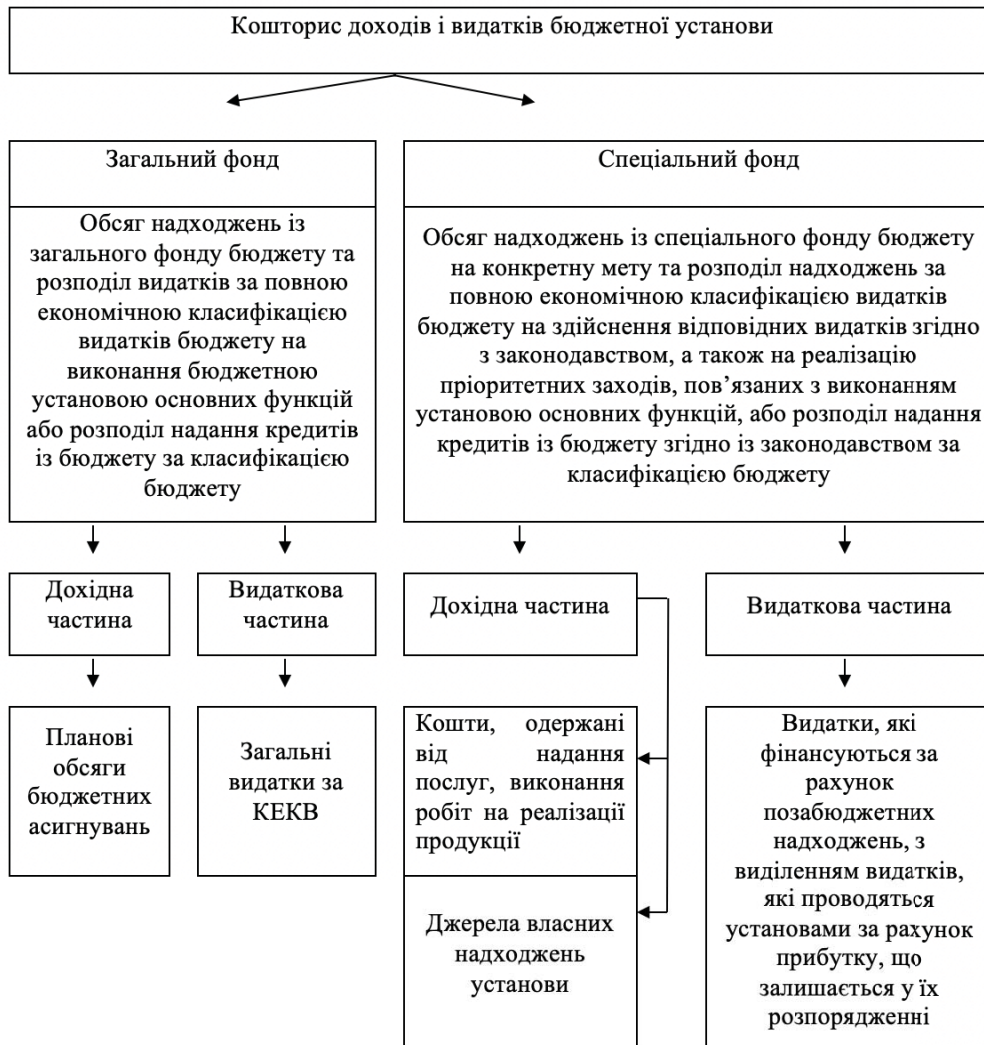 Кошторис доходів і видатків бюджетної установи
Загальний фонд
Обсяг надходжень із
загального фонду бюджету та
розподіл видатків за повною
економічною класифікацією
видатків бюджету на
виконання бюджетною
установою основних функцій
або розподіл надання кредитів
із бюджету за класифікацією
бюджету
Спеціальний фонд
Обсяг надходжень із спеціального фонду бюджету
на конкретну мету та розподіл надходжень за
повною економічною класифікацією видатків
бюджету на здійснення відповідних видатків згідно
з законодавством, а також на реалізацію
пріоритетних заходів, пов’язаних з виконанням
установою основних функцій, або розподіл надання
кредитів із бюджету згідно із законодавством за
класифікацією бюджету
Дохідна
частина
Видаткова
частина
Дохідна частина
Видаткова частина
Планові
обсяги
бюджетних
асигнувань
Загальні
видатки за
КЕКВ
Кошти, одержані
від надання
послуг, виконання
робіт на реалізації
продукції
Джерела власних
надходжень
установи
Видатки, які
фінансуються за
рахунок
позабюджетних
надходжень, з
виділенням видатків,
які проводяться
установами за рахунок
прибутку, що
залишається у їх
розпорядженні